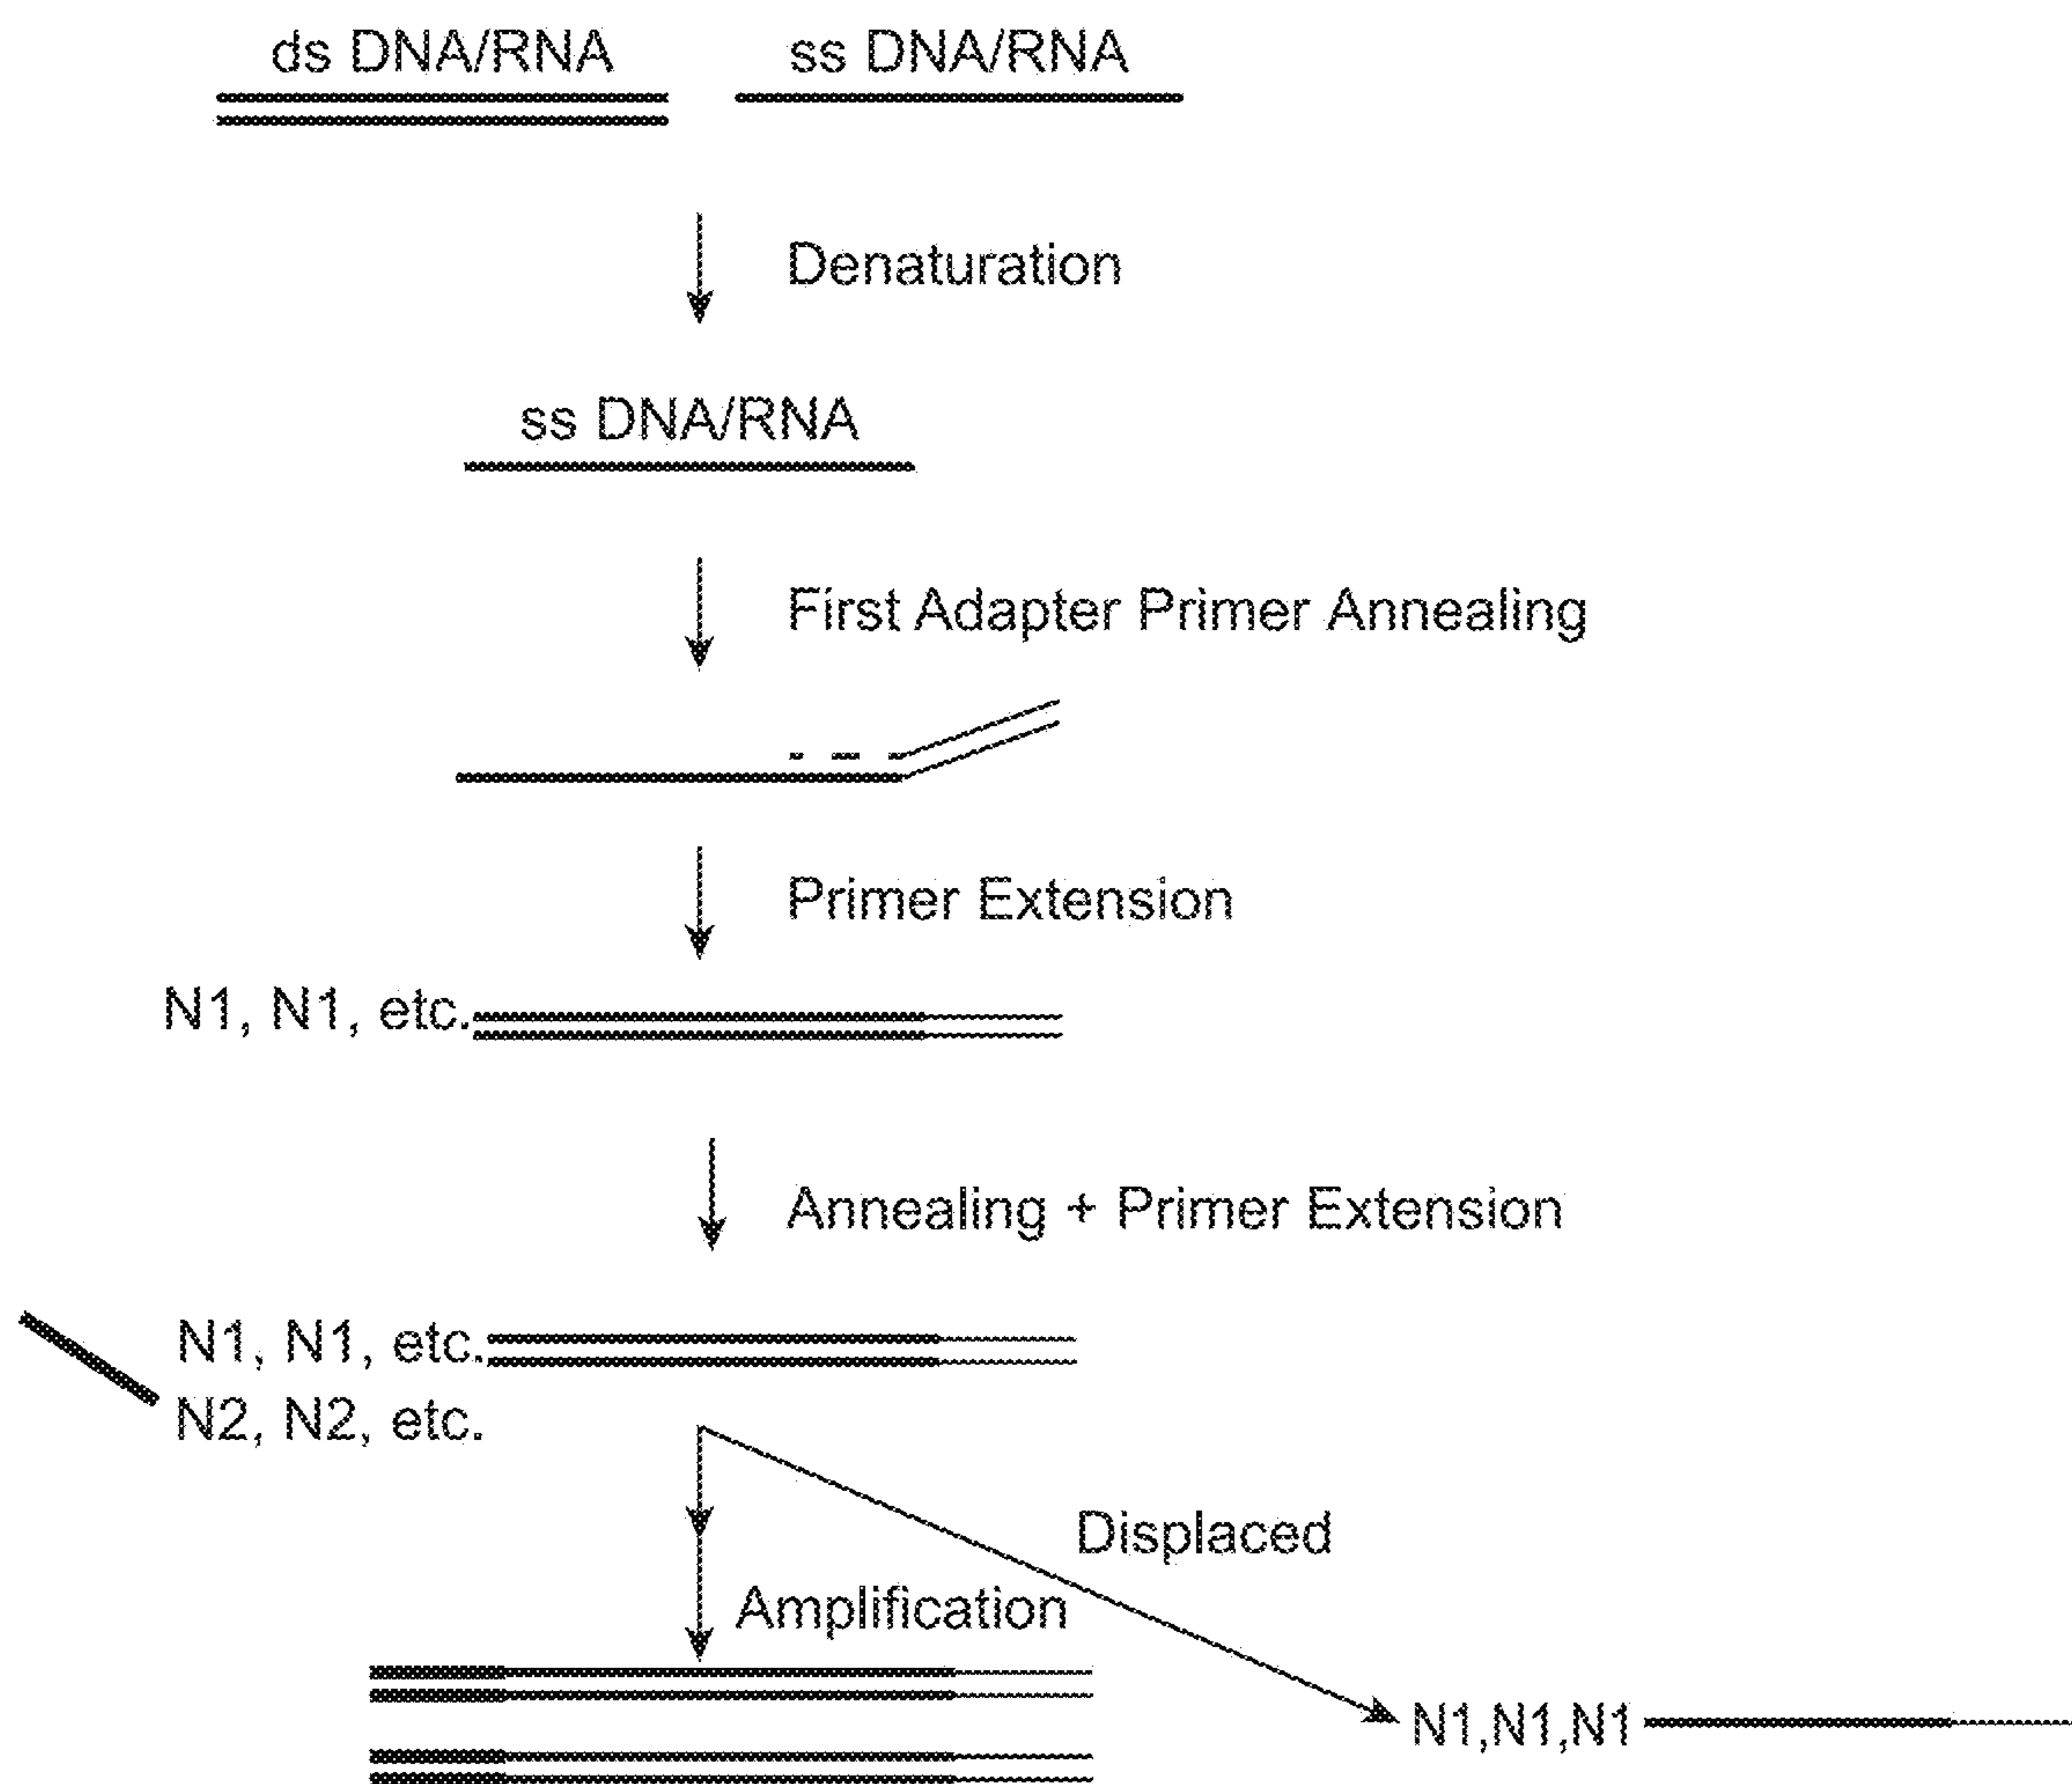 ds DNA/RNA ss DNA/RNA
Denaturation
ss DNA/RNA
First Adapter Primer Annealing
Primer Extension
N1, N1, etc.
Annealing + Primer Extension
N1, N1, etc.
N2, N2, etc.
Displaced
Amplification
N1,N1,N1